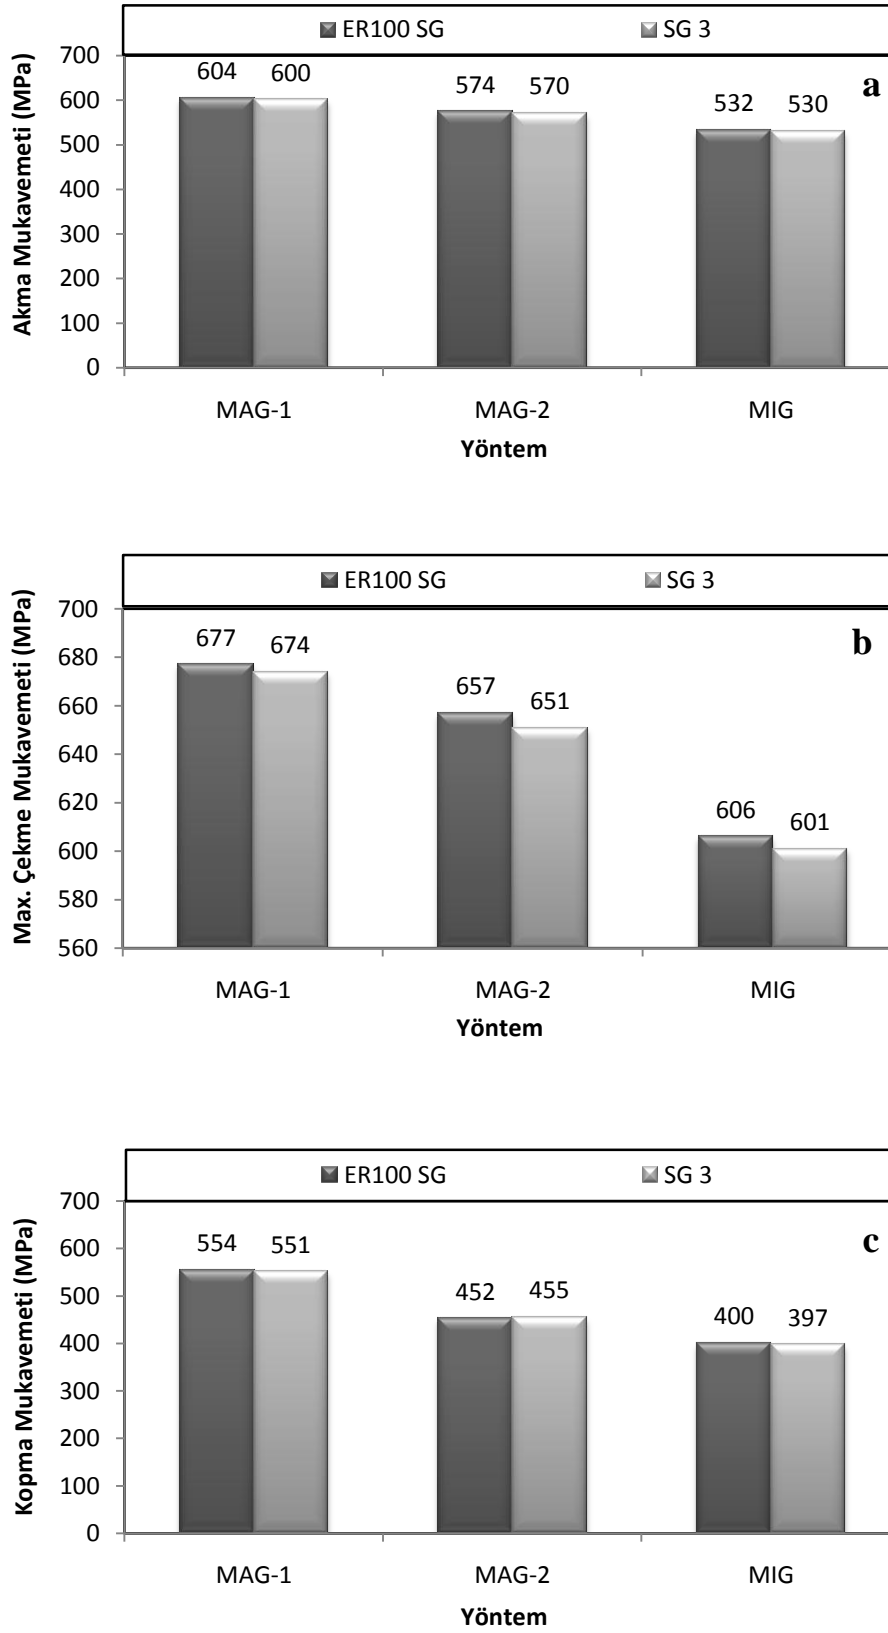 ER100 SG SG 3
Akma Mukavemeti (MPa)
a
700
600
500
400
300
200
100
0
604 600 574 570 532 530
MAG-1 MAG-2 MIG
Yöntem
ER100 SG SG 3
Max. Çekme Mukavemeti (MPa)
b
700
680
660
640
620
600
580
560
677 674 657 651 606 601
MAG-1 MAG-2 MIG
Yöntem
ER100 SG SG 3
Kopma Mukavemeti (MPa)
c
700
600
500
400
300
200
100
0
554 551 452 455 400 397
MAG-1 MAG-2 MIG
Yöntem